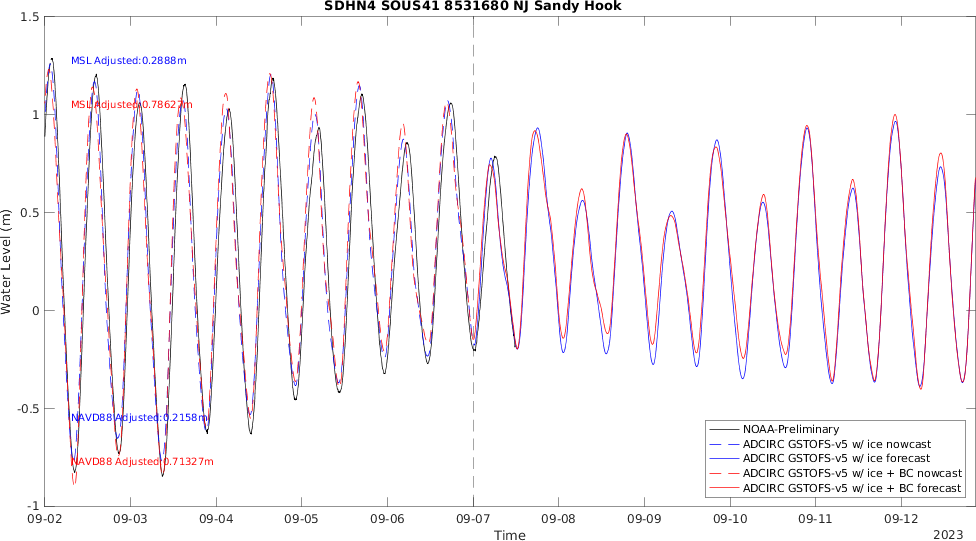 SDHN4 SOUS41 8531680 NJ Sandy Hook
1.5
1
0.5
0
-0.5
-1
Water Level (m)
MSL Adjusted:0.2888m
MSL Adjusted:0.78627m
NAVD88 Adjusted:0.2158m
NAVD88 Adjusted:0.71327m
NOAA-Preliminary
ADCIRC GSTOFS-v5 w/ ice nowcast
ADCIRC GSTOFS-v5 w/ ice forecast
ADCIRC GSTOFS-v5 w/ ice + BC nowcast
ADCIRC GSTOFS-v5 w/ ice + BC forecast
09-02 09-03 09-04 09-05 09-06 09-07 09-08 09-09 09-10 09-11 09-12
Time
2023